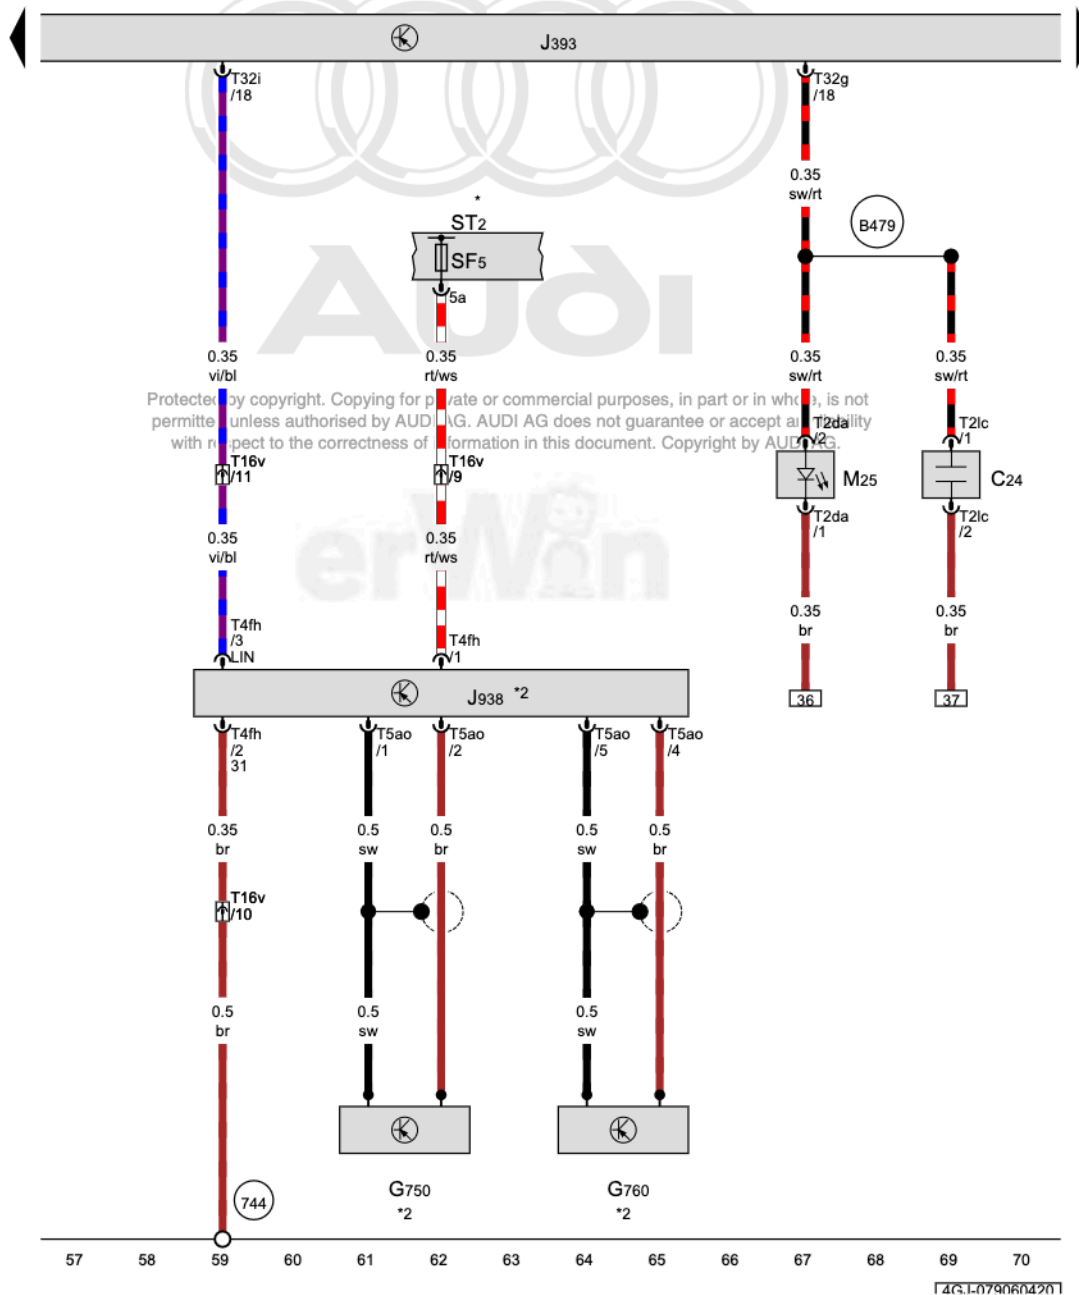 J393
T32i
/18
T32g
/18
0.35
sw/rt
*
ST2
B479
SF5
5a
0.35
vi/bl
0.35
rt/ws
0.35
sw/rt
0.35
sw/rt
AUDI
Protected by copyright. Copying for private or commercial purposes, in part or in whole, is not
permitted unless authorised by AUDI AG. AUDI AG does not guarantee or accept any liability
with respect to the correctness of information in this document. Copyright by AUDI AG.
T2da
/2
T2lc
/1
T16v
/11
T16v
/9
M25
C24
T2da
/1
T2lc
/2
erWin
0.35
vi/bl
0.35
rt/ws
0.35
br
0.35
br
T4fh
/3
LIN
T4fh
/1
36
37
J938 *2
T4fh
/2
31
T5ao
/1
T5ao
/2
T5ao
/5
T5ao
/4
0.35
br
0.5
sw
0.5
br
0.5
sw
0.5
br
T16v
/10
0.5
br
0.5
sw
0.5
sw
G750
*2
G760
*2
744
57 58 59 60 61 62 63 64 65 66 67 68 69 70
4GJ-079060420